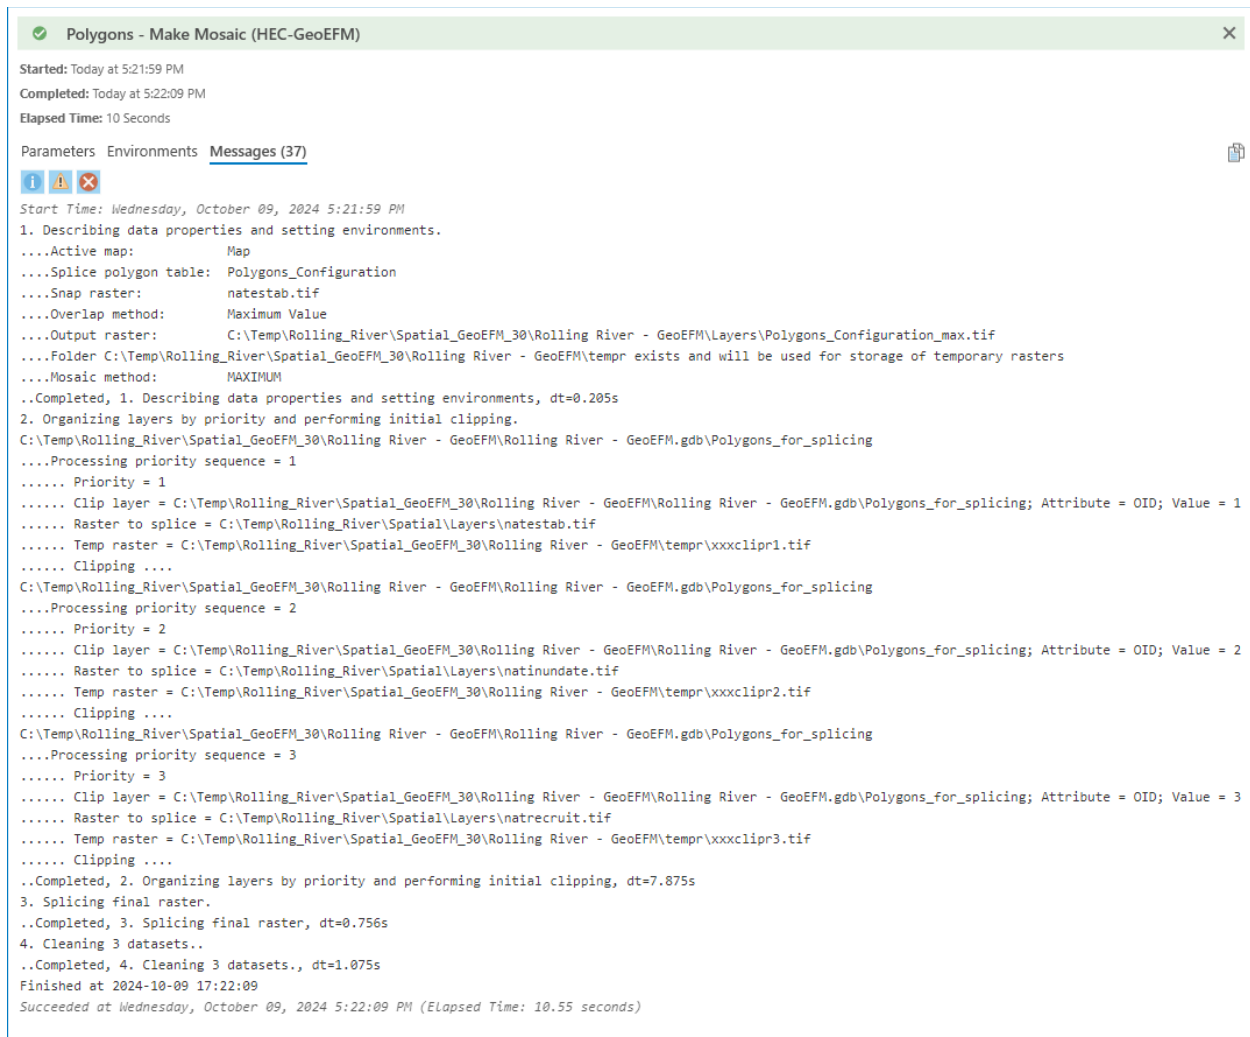 Polygons - Make Mosaic (HEC-GeoEFM)
Started: Today at 5:21:59 PM
Completed: Today at 5:22:09 PM
Elapsed Time: 10 Seconds
Parameters Environments Messages (37)
Start Time: Wednesday, October 09, 2024 5:21:59 PM
1. Describing data properties and setting environments.
....Active map: Map
....Splice polygon table: Polygons_Configuration
....Snap raster: natestab.tif
....Overlap method: Maximum Value
....Output raster: C:\Temp\Rolling_River\Spatial_GeoEFM_30\Rolling River - GeoEFM\Layers\Polygons_Configuration_max.tif
....Folder C:\Temp\Rolling_River\Spatial_GeoEFM_30\Rolling River - GeoEFM\tempr exists and will be used for storage of temporary rasters
....Mosaic method: MAXIMUM
..Completed, 1. Describing data properties and setting environments, dt=0.205s
2. Organizing layers by priority and performing initial clipping.
C:\Temp\Rolling_River\Spatial_GeoEFM_30\Rolling River - GeoEFM\Rolling River - GeoEFM.gdb\Polygons_for_splicing
....Processing priority sequence = 1
...... Priority = 1
...... Clip layer = C:\Temp\Rolling_River\Spatial_GeoEFM_30\Rolling River - GeoEFM\Rolling River - GeoEFM.gdb\Polygons_for_splicing; Attribute = OID; Value = 1
...... Raster to splice = C:\Temp\Rolling_River\Spatial\Layers\natestab.tif
...... Temp raster = C:\Temp\Rolling_River\Spatial_GeoEFM_30\Rolling River - GeoEFM\tempr\xxxclipr1.tif
...... Clipping ....
C:\Temp\Rolling_River\Spatial_GeoEFM_30\Rolling River - GeoEFM\Rolling River - GeoEFM.gdb\Polygons_for_splicing
....Processing priority sequence = 2
...... Priority = 2
...... Clip layer = C:\Temp\Rolling_River\Spatial_GeoEFM_30\Rolling River - GeoEFM\Rolling River - GeoEFM.gdb\Polygons_for_splicing; Attribute = OID; Value = 2
...... Raster to splice = C:\Temp\Rolling_River\Spatial\Layers\natinundate.tif
...... Temp raster = C:\Temp\Rolling_River\Spatial_GeoEFM_30\Rolling River - GeoEFM\tempr\xxxclipr2.tif
...... Clipping ....
C:\Temp\Rolling_River\Spatial_GeoEFM_30\Rolling River - GeoEFM\Rolling River - GeoEFM.gdb\Polygons_for_splicing
....Processing priority sequence = 3
...... Priority = 3
...... Clip layer = C:\Temp\Rolling_River\Spatial_GeoEFM_30\Rolling River - GeoEFM\Rolling River - GeoEFM.gdb\Polygons_for_splicing; Attribute = OID; Value = 3
...... Raster to splice = C:\Temp\Rolling_River\Spatial\Layers\natrecruit.tif
...... Temp raster = C:\Temp\Rolling_River\Spatial_GeoEFM_30\Rolling River - GeoEFM\tempr\xxxclipr3.tif
...... Clipping ....
..Completed, 2. Organizing layers by priority and performing initial clipping, dt=7.875s
3. Splicing final raster.
..Completed, 3. Splicing final raster, dt=0.756s
4. Cleaning 3 datasets..
..Completed, 4. Cleaning 3 datasets., dt=1.075s
Finished at 2024-10-09 17:22:09
Succeeded at Wednesday, October 09, 2024 5:22:09 PM (Elapsed Time: 10.55 seconds)